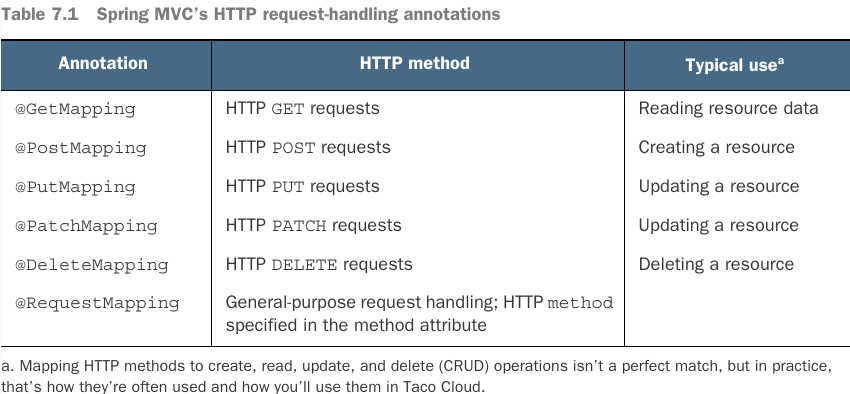 Table 7.1 Spring MVC’s HTTP request-handling annotations
Annotation HTTP method Typical useᵃ
@GetMapping HTTP GET requests Reading resource data
@PostMapping HTTP POST requests Creating a resource
@PutMapping HTTP PUT requests Updating a resource
@PatchMapping HTTP PATCH requests Updating a resource
@DeleteMapping HTTP DELETE requests Deleting a resource
@RequestMapping General-purpose request handling; HTTP method
specified in the method attribute
a. Mapping HTTP methods to create, read, update, and delete (CRUD) operations isn’t a perfect match, but in practice,
that’s how they’re often used and how you’ll use them in Taco Cloud.